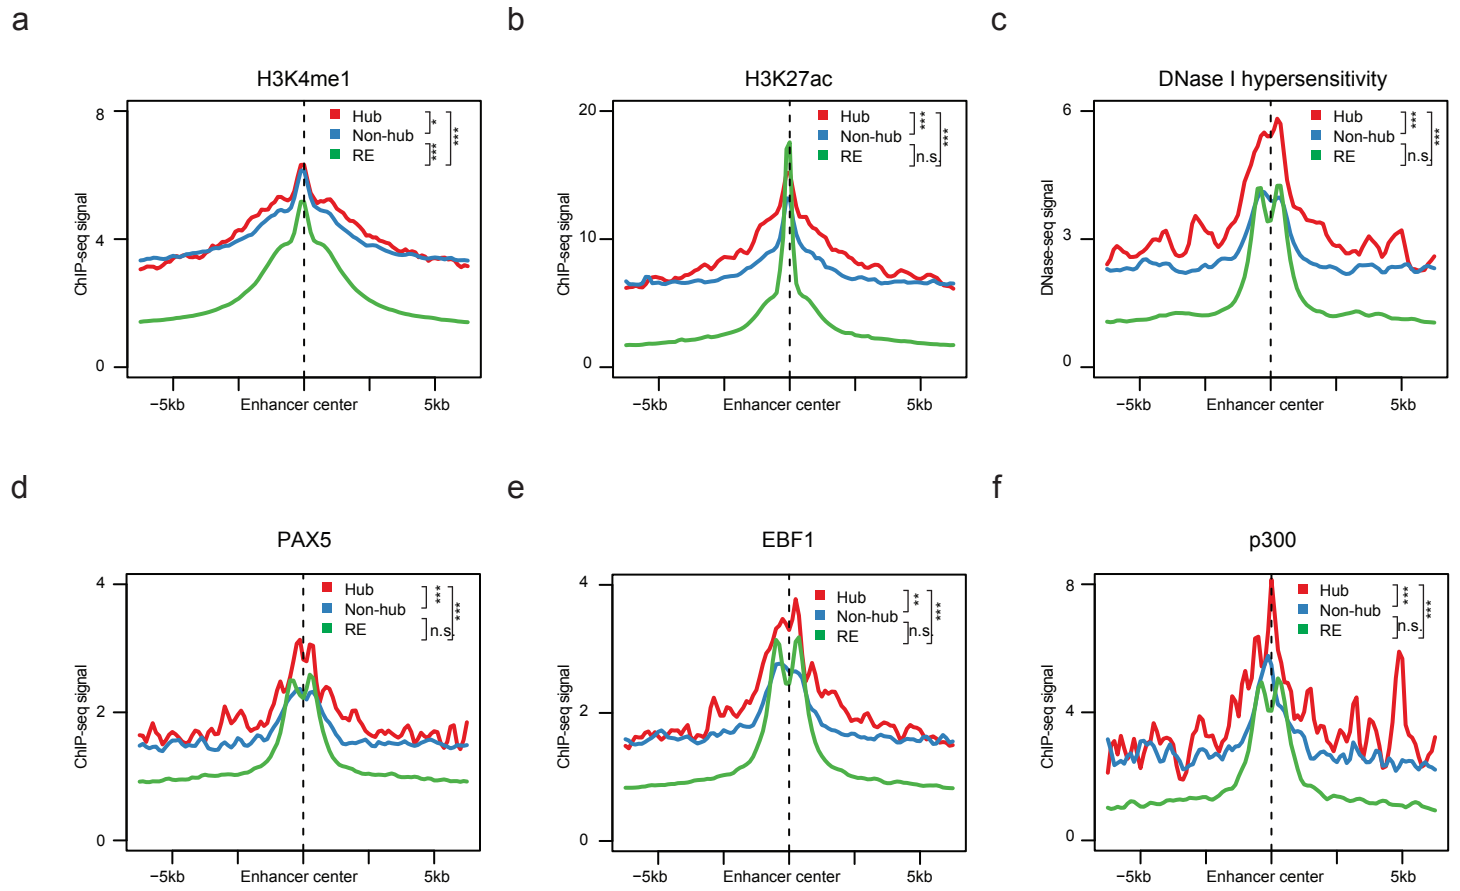 a
H3K4me1
8
4
0
ChIP-seq signal
Hub
Non-hub
RE
*
***
***
−5kb
Enhancer center
5kb
b
H3K27ac
20
10
0
ChIP-seq signal
Hub
Non-hub
RE
***
n.s.
***
−5kb
Enhancer center
5kb
c
DNase I hypersensitivity
6
3
0
DNase-seq signal
Hub
Non-hub
RE
***
n.s.
***
−5kb
Enhancer center
5kb
d
PAX5
4
2
0
ChIP-seq signal
Hub
Non-hub
RE
***
n.s.
***
−5kb
Enhancer center
5kb
e
EBF1
4
2
0
ChIP-seq signal
Hub
Non-hub
RE
**
n.s.
***
−5kb
Enhancer center
5kb
f
p300
8
4
0
ChIP-seq signal
Hub
Non-hub
RE
***
n.s.
***
−5kb
Enhancer center
5kb